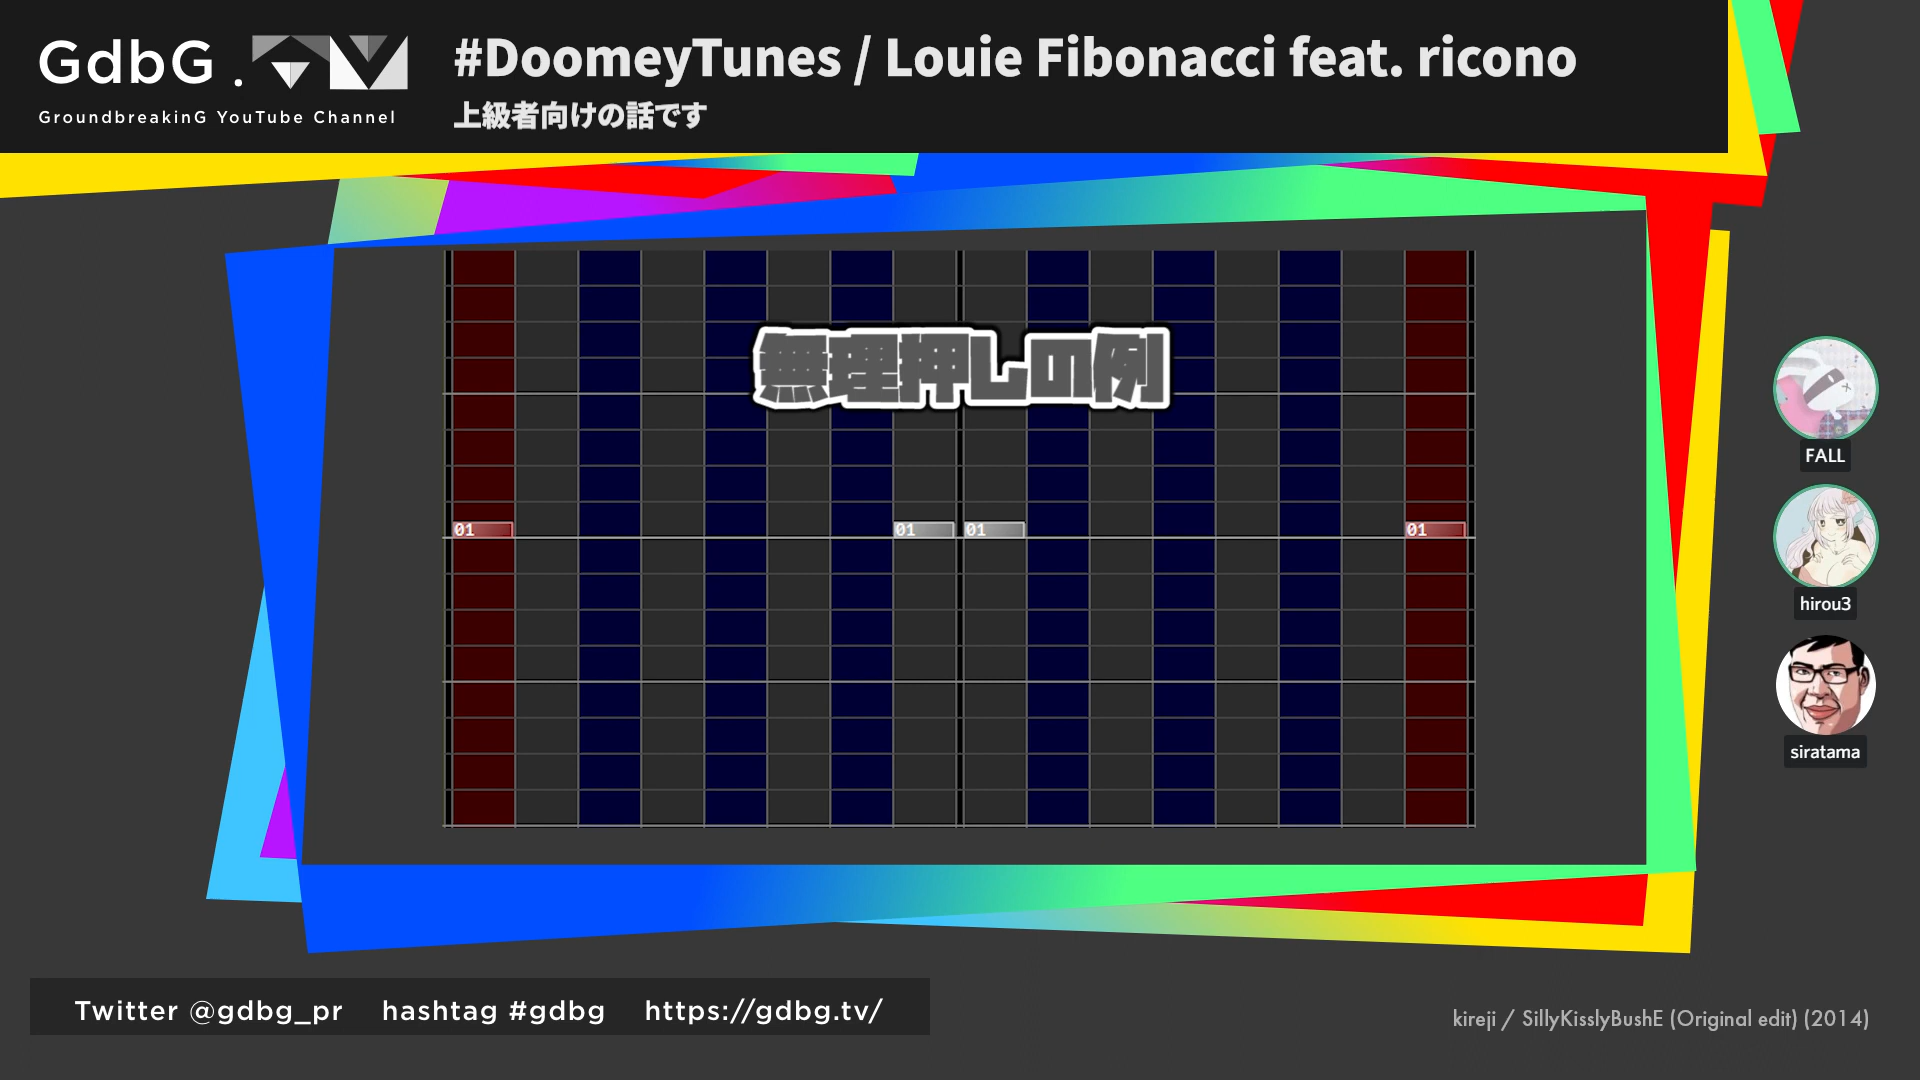 GdbG.TV
GroundbreakinG YouTube Channel
#DoomeyTunes / Louie Fibonacci feat. ricono
上級者向けの話です
無理押しの例
01 01 01 01
FALL
hirou3
siratama
Twitter @gdbg_pr hashtag #gdbg https://gdbg.tv/
kireji / SillyKisslyBushE (Original edit) (2014)